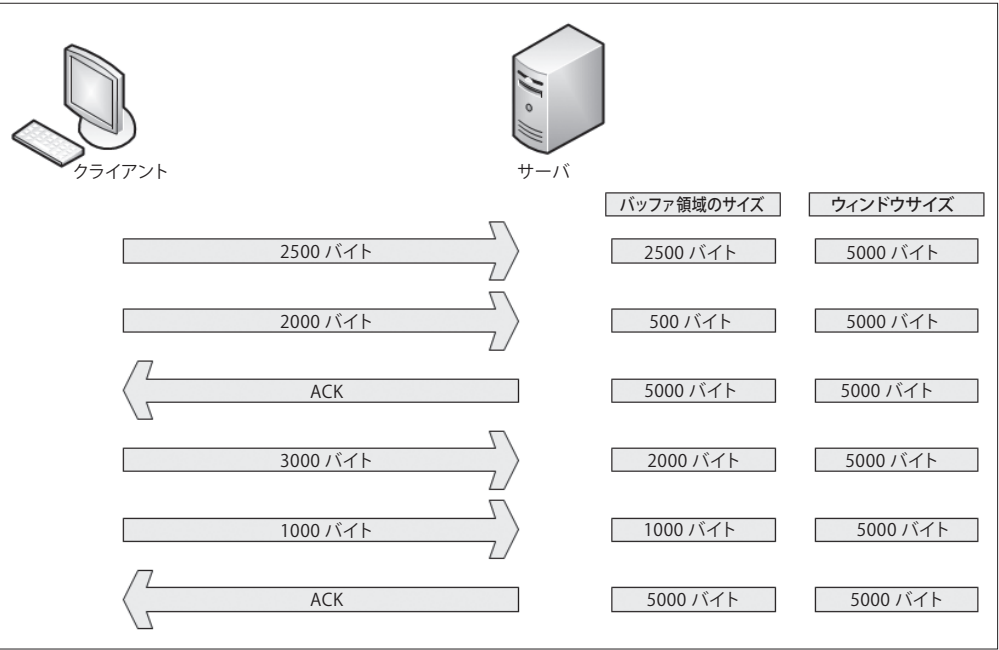 クライアント
サーバ
バッファ領域のサイズ ウィンドウサイズ
2500 バイト 2500 バイト 5000 バイト
2000 バイト 500 バイト 5000 バイト
ACK 5000 バイト 5000 バイト
3000 バイト 2000 バイト 5000 バイト
1000 バイト 1000 バイト 5000 バイト
ACK 5000 バイト 5000 バイト